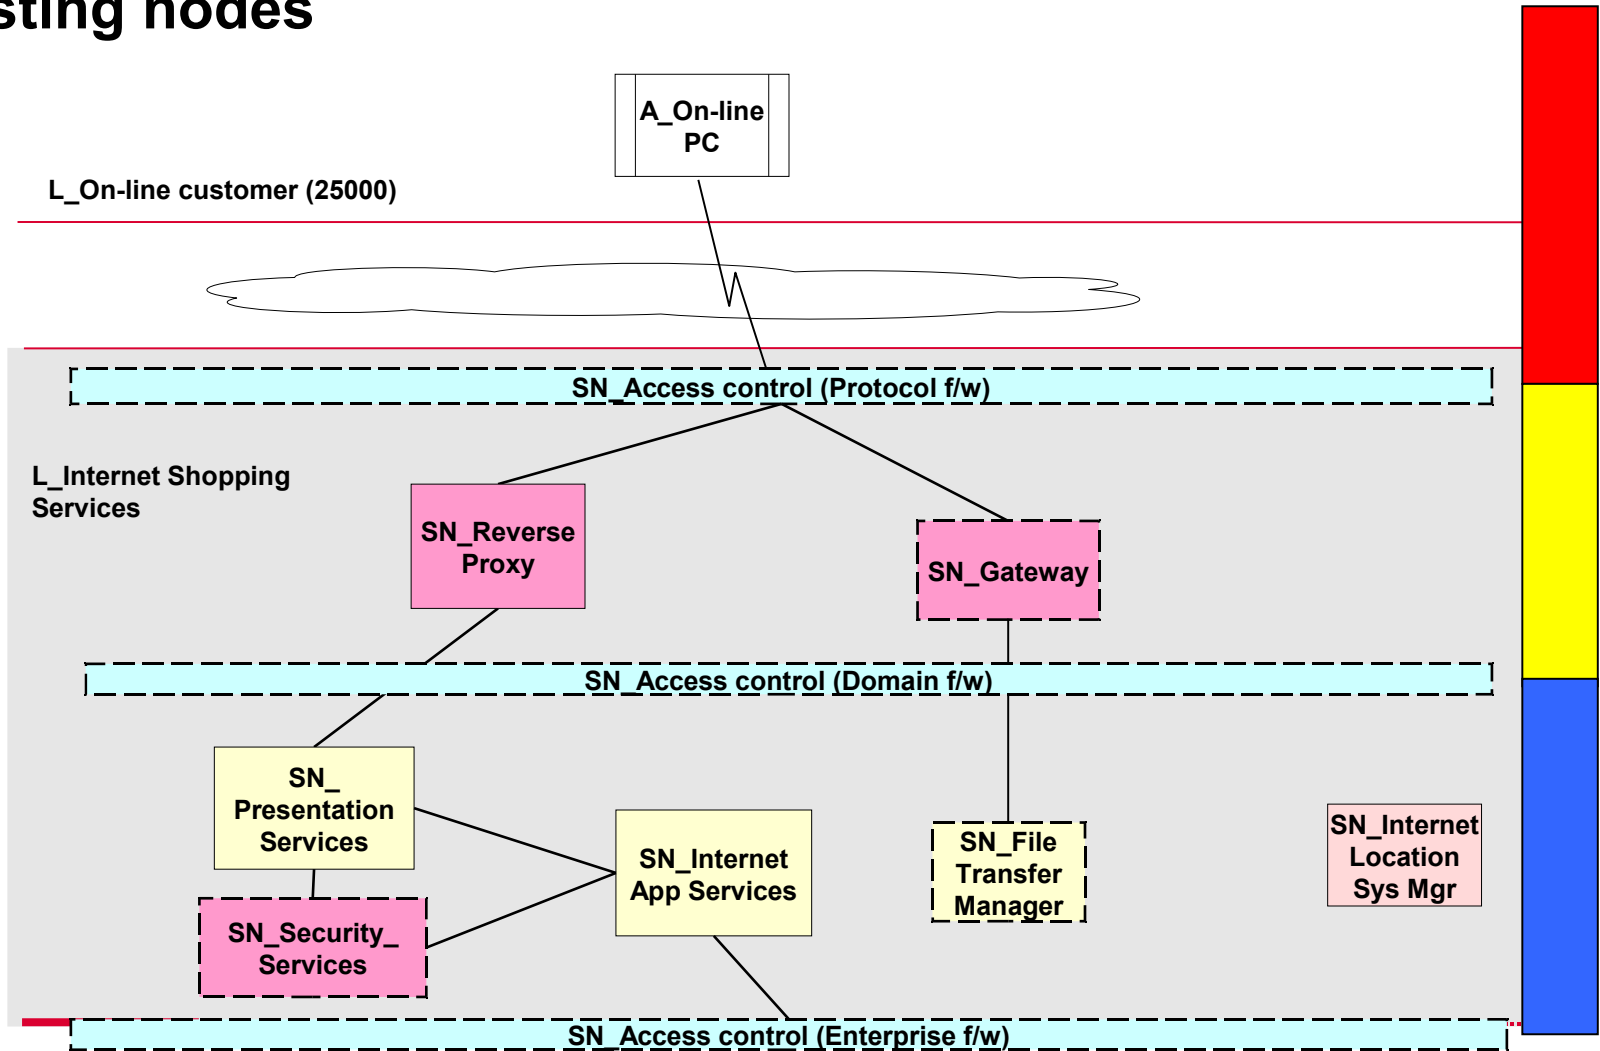 sting nodes
A_On-line
PC
L_On-line customer (25000)
SN_Access control (Protocol f/w)
L_Internet Shopping
Services
SN_Reverse
Proxy
SN_Gateway
SN_Access control (Domain f/w)
SN_
Presentation
Services
SN_Internet
App Services
SN_File
Transfer
Manager
SN_Internet
Location
Sys Mgr
SN_Security_
Services
SN_Access control (Enterprise f/w)